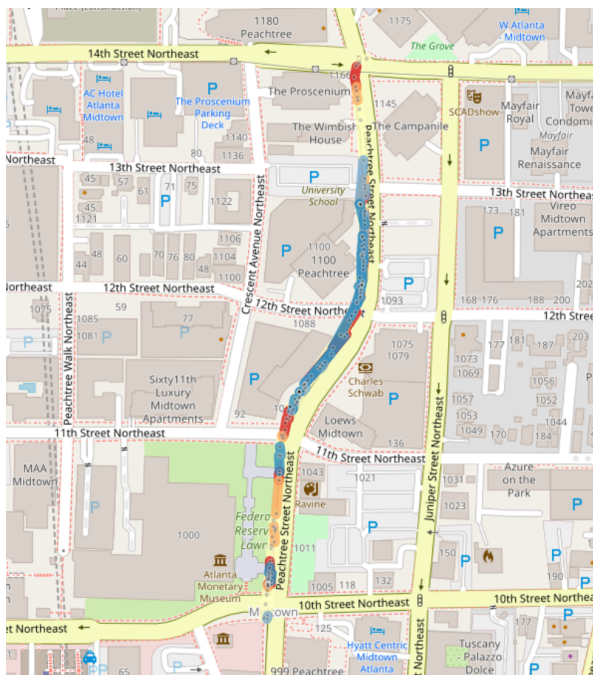 1180
Peachtree
1175
W Atlanta
Midtown
The Grove
14th Street Northeast
1166
AC Hotel
Atlanta
Midtown
P
The Proscenium
Parking
Deck
The Proscenium
1145
SCADshow
Mayfair
Royal
Mayfair
Mayfair
Renaissance
48
80
1140
1136
The Wimbish
House
The Campanile
P
Northeast
13th Street Northeast
P
University
School
13th Street Northeast
45
57
61
71
75
45
1121
P
1122
Crescent Avenue Northeast
Peachtree Street Northeast
173
181
P
Vireo
Midtown
Apartments
1106
1104
1100
44
48
60
70
76
80
P
1100
1100
Peachtree
P
1093
168
176
188
200
Northeast
12th Street Northeast
12th Street Northe
1075
59
1085
1081
77
1088
177
181
187
203
Peachtree Walk Northeast
Sixty11th
Luxury
Midtown
Apartments
92
P
1075
1079
Charles
Schwab
P
1073
1069
1056
1052
1057
1053
1049
1044
170
184
Loews
Midtown
136
11th Street Northeast
11th Street Northeast
Juniper Street Northeast
MAA
Midtown
1000
1043
Ravine
1021
P
1031
1023
Azure
on the
Park
P
Peachtree Street Northeast
1011
P
150
190
P
Atlanta
Monetary
Museum
1005
118
132
10th Street Northeast
10th Street Northeast
et Northeast
125
177
Hyatt Centric
Midtown
Atlanta
Northeast
Tuscany
- Palazzo
Dolce
P
65
999 Peachtree